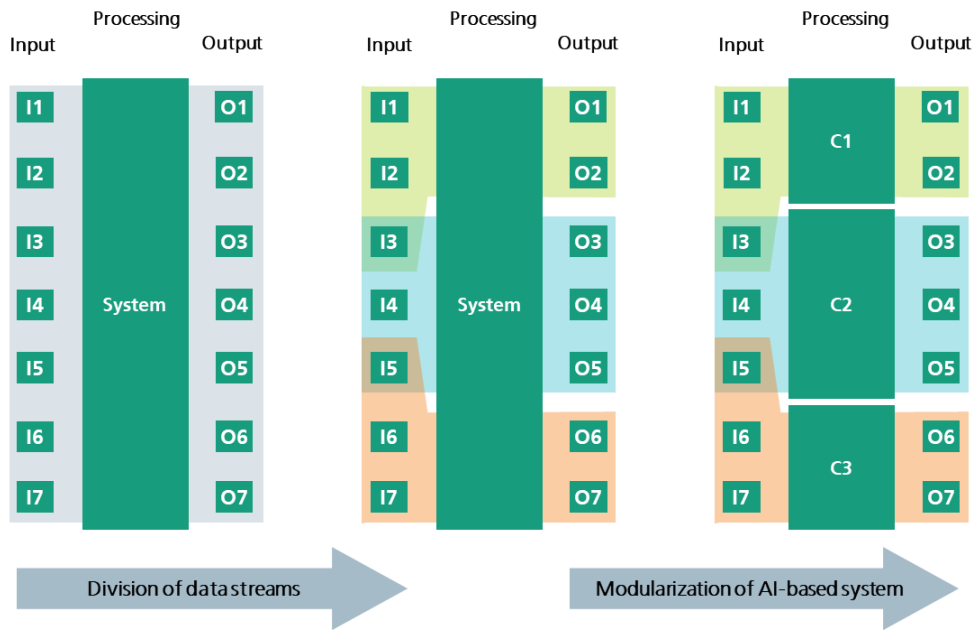 Processing
Input Output
I1 O1
I2 O2
I3 O3
I4 System O4
I5 O5
I6 O6
I7 O7
Processing
Input Output
I1 O1
I2 O2
I3 O3
I4 System O4
I5 O5
I6 O6
I7 O7
Processing
Input Output
I1 O1
C1
I2 O2
I3 O3
I4 C2 O4
I5 O5
I6 O6
C3
I7 O7
Division of data streams
Modularization of AI-based system